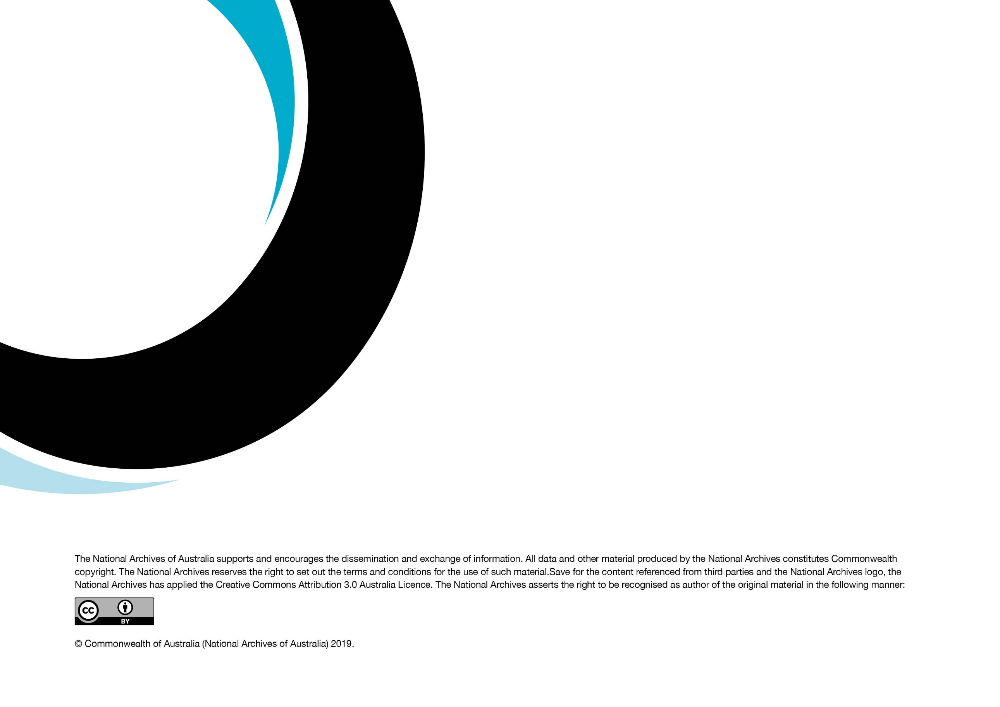 The National Archives of Australia supports and encourages the dissemination and exchange of information. All data and other material produced by the National Archives constitutes Commonwealth
copyright. The National Archives reserves the right to set out the terms and conditions for the use of such material.Save for the content referenced from third parties and the National Archives logo, the
National Archives has applied the Creative Commons Attribution 3.0 Australia Licence. The National Archives asserts the right to be recognised as author of the original material in the following manner:
cc
BY
© Commonwealth of Australia (National Archives of Australia) 2019.